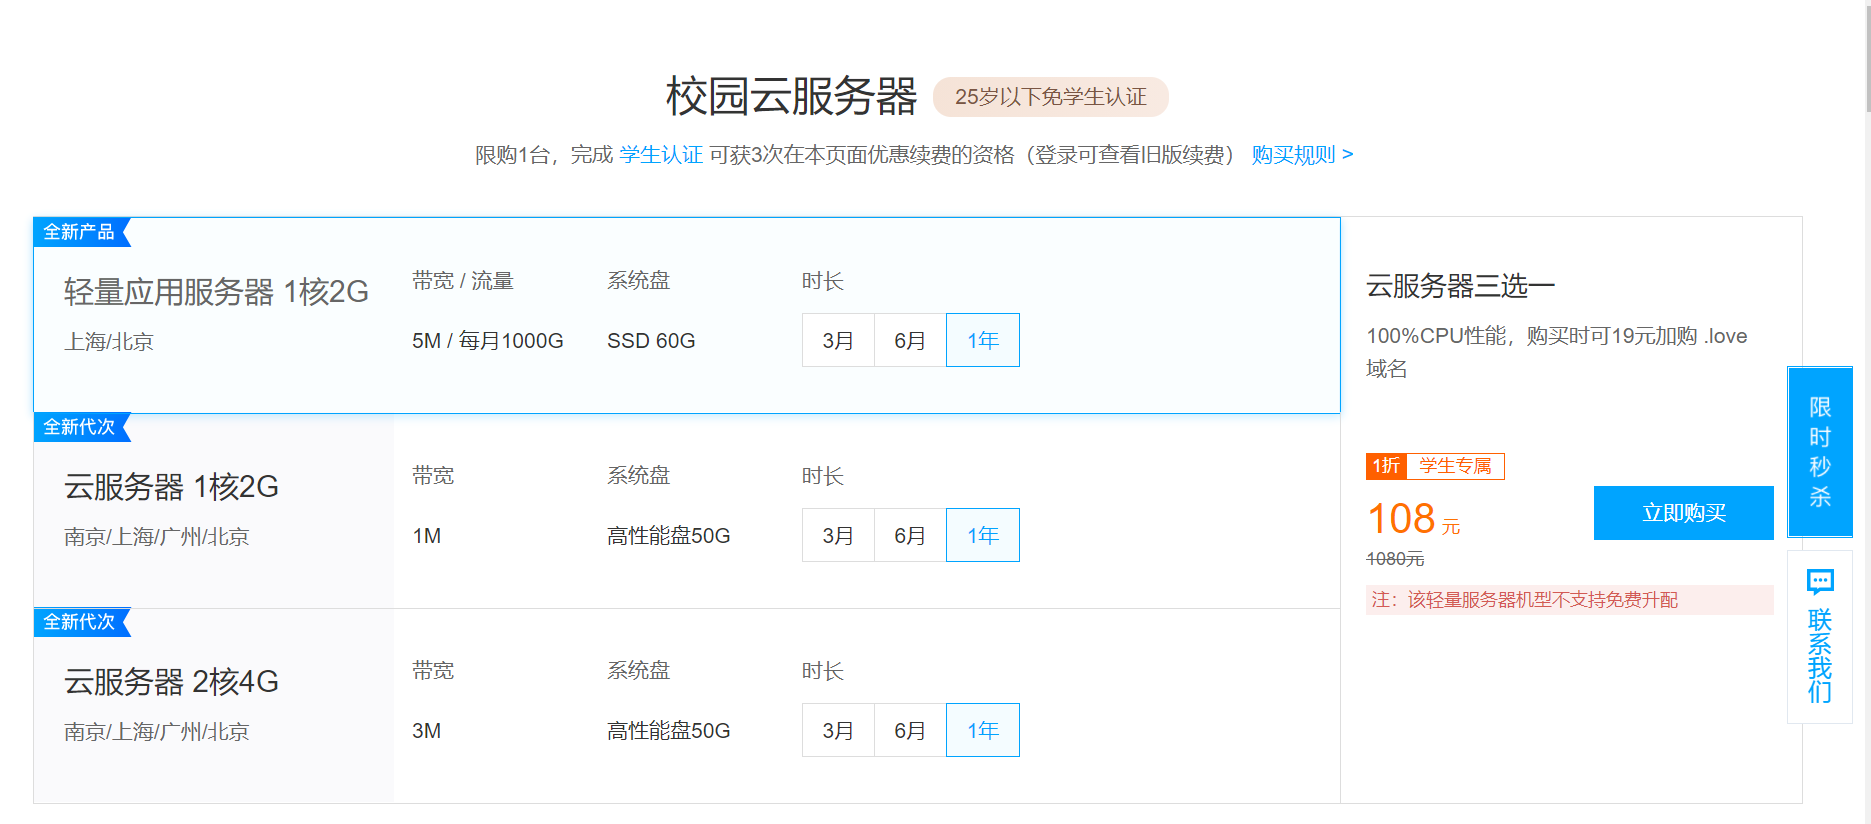 校园云服务器 25岁以下免学生认证
限购1台，完成 学生认证 可获3次在本页面优惠续费的资格（登录可查看旧版续费） 购买规则 >
全新产品
轻量应用服务器 1核2G
上海/北京
带宽 / 流量
5M / 每月1000G
系统盘
SSD 60G
时长
3月 6月 1年
全新代次
云服务器 1核2G
南京/上海/广州/北京
带宽
1M
系统盘
高性能盘50G
时长
3月 6月 1年
全新代次
云服务器 2核4G
南京/上海/广州/北京
带宽
3M
系统盘
高性能盘50G
时长
3月 6月 1年
云服务器三选一
100%CPU性能，购买时可19元加购 .love
域名
1折 学生专属
108 元
1080元
立即购买
注：该轻量服务器机型不支持免费升配
限时秒杀
联系我们